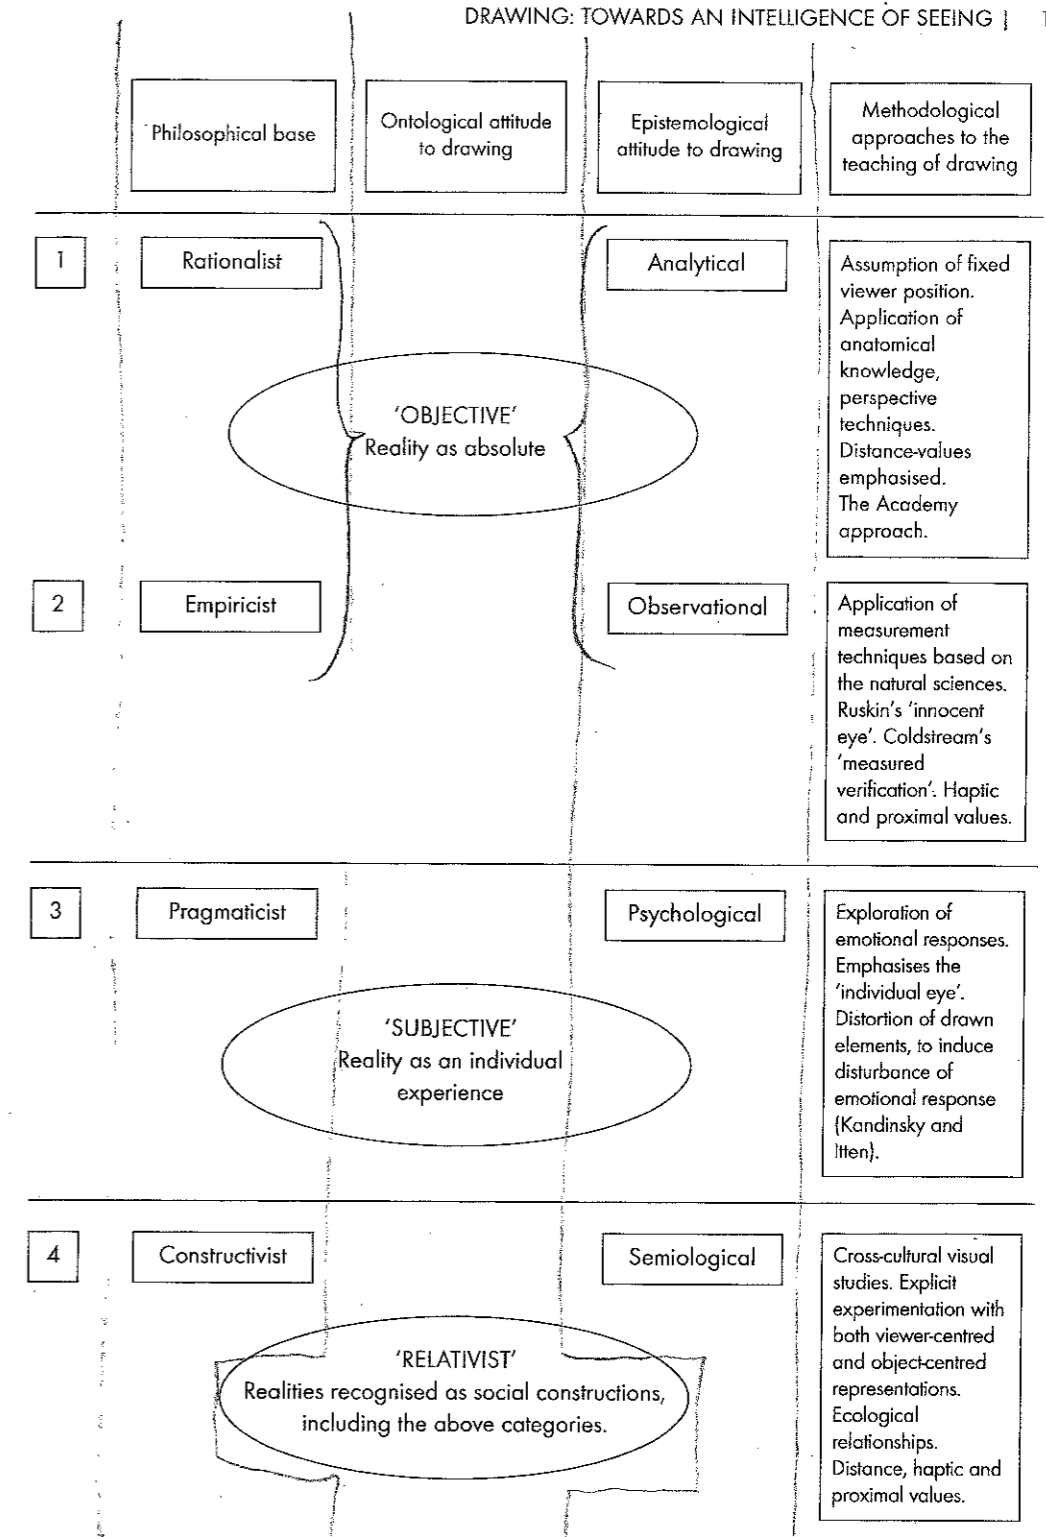 DRAWING: TOWARDS AN INTELLIGENCE OF SEEING |
Philosophical base
Ontological attitude
to drawing
Epistemological
attitude to drawing
Methodological
approaches to the
teaching of drawing
1
Rationalist
Analytical
Assumption of fixed
viewer position.
Application of
anatomical
knowledge,
perspective
techniques.
Distance-values
emphasised.
The Academy
approach.
'OBJECTIVE'
Reality as absolute
2
Empiricist
Observational
Application of
measurement
techniques based on
the natural sciences.
Ruskin's 'innocent
eye'. Coldstream's
'measured
verification'. Haptic
and proximal values.
3
Pragmaticist
Psychological
Exploration of
emotional responses.
Emphasises the
'individual eye'.
Distortion of drawn
elements, to induce
disturbance of
emotional response
(Kandinsky and
Itten).
'SUBJECTIVE'
Reality as an individual
experience
4
Constructivist
Semiological
Cross-cultural visual
studies. Explicit
experimentation with
both viewer-centred
and object-centred
representations.
Ecological
relationships.
Distance, haptic and
proximal values.
'RELATIVIST'
Realities recognised as social constructions,
including the above categories.